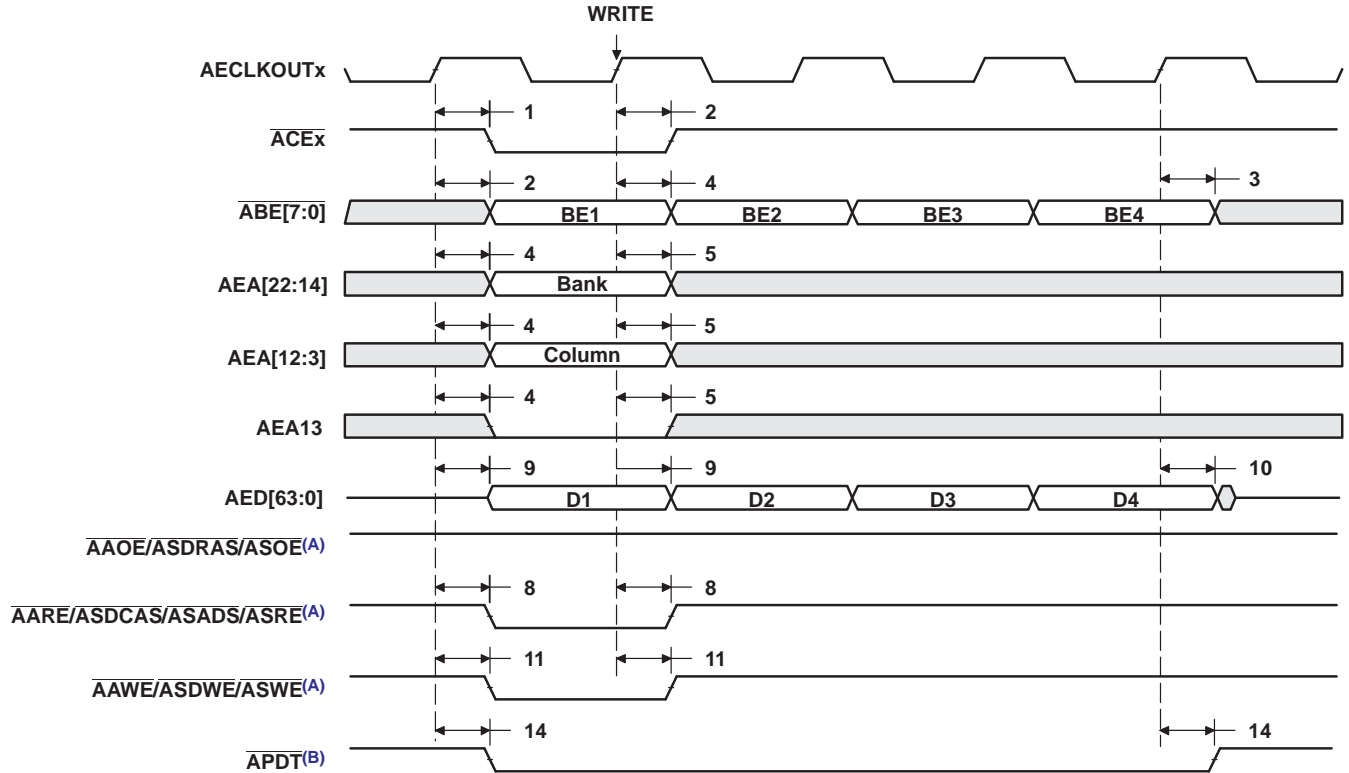 WRITE
AECLKOUTx
1 2
ACEx
2 4 3
ABE[7:0] BE1 BE2 BE3 BE4
4 5
AEA[22:14] Bank
4 5
AEA[12:3] Column
4 5
AEA13
9 9 10
AED[63:0] D1 D2 D3 D4
AAOE/ASDRAS/ASOE(A)
8 8
AARE/ASDCAS/ASADS/ASRE(A)
11 11
AAWE/ASDWE/ASWE(A)
14 14
APDT(B)